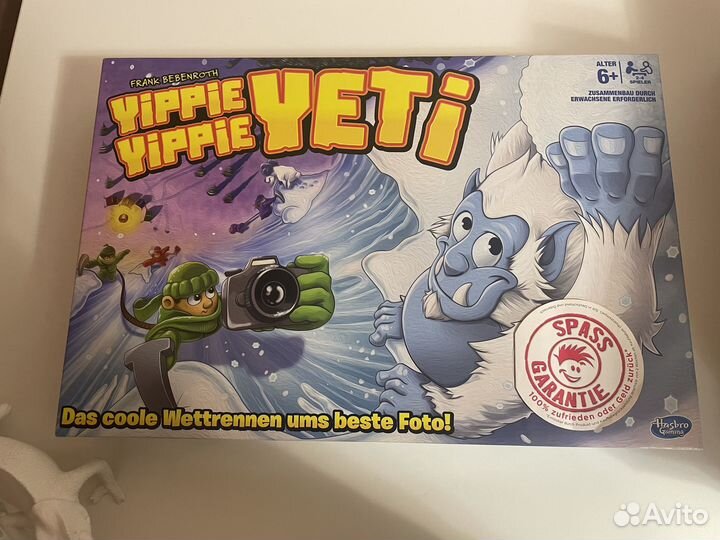 FRANK BEBENROTH
YIPPIE
YIPPIE
YETI
ALTER
6+
2-4
SPIELER
ZUSAMMENBAU DURCH
ERWACHSENE ERFORDERLICH
SPASS
GARANTIE
100% zufrieden oder Geld zurück*
Das coole Wettrennen ums beste Foto!
Hasbro
Gaming
Avito